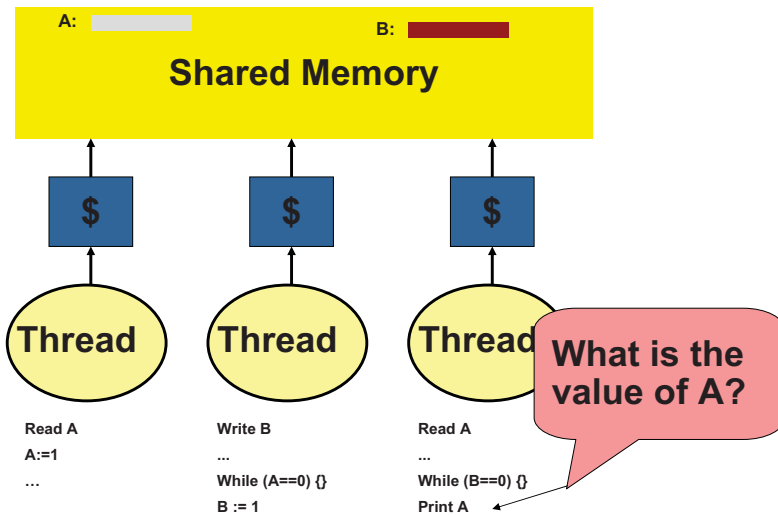 A:
B:
Shared Memory
$
$
$
Thread
Thread
Thread
What is the
value of A?
Read A
A:=1
…
Write B
...
While (A==0) {}
B := 1
Read A
...
While (B==0) {}
Print A